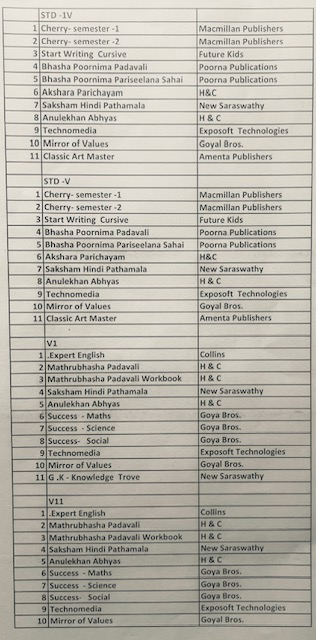 STD -1V
1 Cherry- semester -1 Macmillan Publishers
2 Cherry- semester -2 Macmillan Publishers
3 Start Writing Cursive Future Kids
4 Bhasha Poornima Padavali Poorna Publications
5 Bhasha Poornima Pariseelana Sahai Poorna Publications
6 Akshara Parichayam H&C
7 Saksham Hindi Pathamala New Saraswathy
8 Anulekhan Abhyas H & C
9 Technomedia Exposoft Technologies
10 Mirror of Values Goyal Bros.
11 Classic Art Master Amenta Publishers
STD -V
1 Cherry- semester -1 Macmillan Publishers
2 Cherry- semester -2 Macmillan Publishers
3 Start Writing Cursive Future Kids
4 Bhasha Poornima Padavali Poorna Publications
5 Bhasha Poornima Pariseelana Sahai Poorna Publications
6 Akshara Parichayam H&C
7 Saksham Hindi Pathamala New Saraswathy
8 Anulekhan Abhyas H & C
9 Technomedia Exposoft Technologies
10 Mirror of Values Goyal Bros.
11 Classic Art Master Amenta Publishers
V1
1 .Expert English Collins
2 Mathrubhasha Padavali H & C
3 Mathrubhasha Padavali Workbook H & C
4 Saksham Hindi Pathamala New Saraswathy
5 Anulekhan Abhyas H & C
6 Success - Maths Goya Bros.
7 Success - Science Goya Bros.
8 Success- Social Goya Bros.
9 Technomedia Exposoft Technologies
10 Mirror of Values Goyal Bros.
11 G .K - Knowledge Trove New Saraswathy
V11
1 .Expert English Collins
2 Mathrubhasha Padavali H & C
3 Mathrubhasha Padavali Workbook H & C
4 Saksham Hindi Pathamala New Saraswathy
5 Anulekhan Abhyas H & C
6 Success - Maths Goya Bros.
7 Success - Science Goya Bros.
8 Success- Social Goya Bros.
9 Technomedia Exposoft Technologies
10 Mirror of Values Goyal Bros.